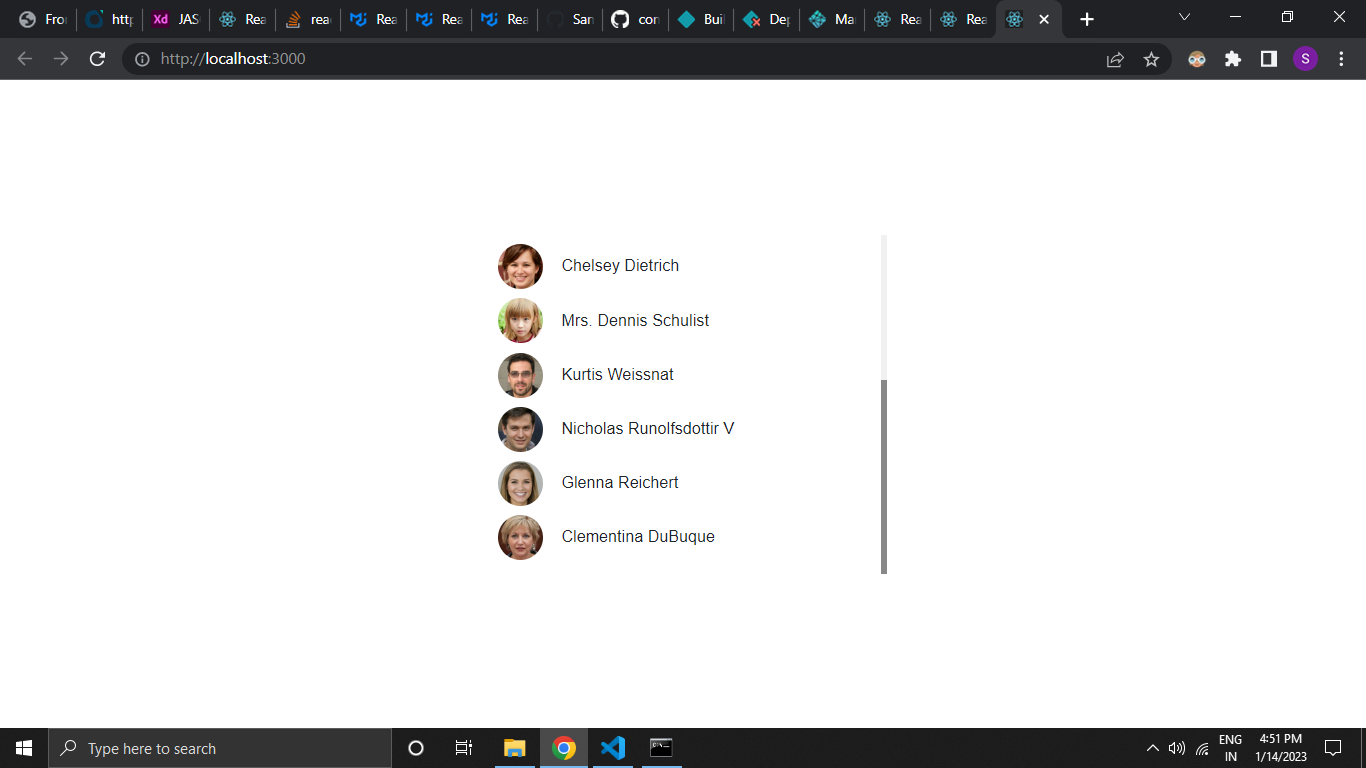 Fro
http
Xd JAS
Rea
rea
Rea
Rea
Rea
San
con
Buil
Dep
Man
Rea
Rea
http://localhost:3000
S
Chelsey Dietrich
Mrs. Dennis Schulist
Kurtis Weissnat
Nicholas Runolfsdottir V
Glenna Reichert
Clementina DuBuque
Type here to search
ENG
IN
4:51 PM
1/14/2023